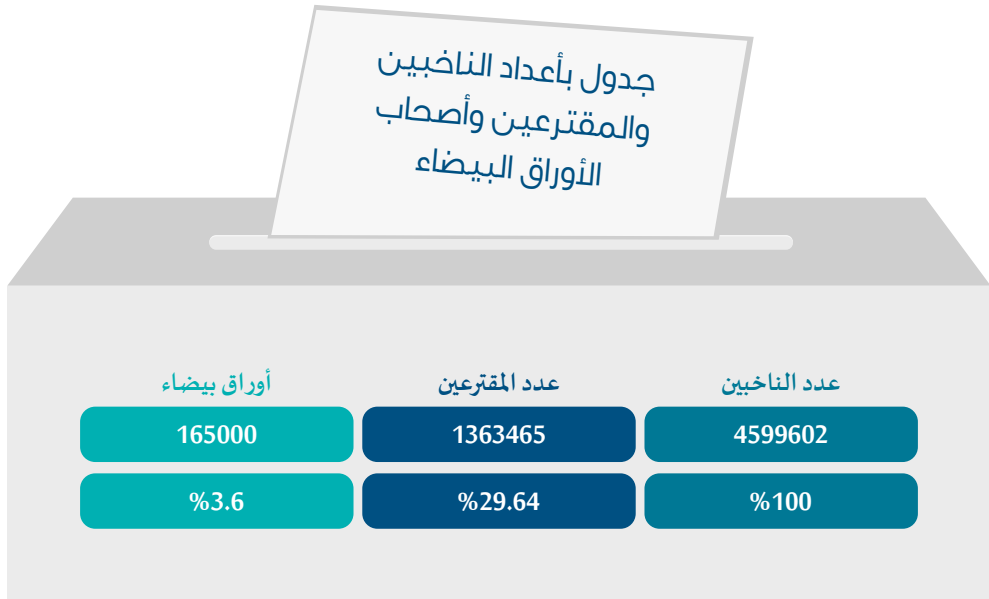 جدول بأعداد الناخبين
والمقترعين وأصحاب
الأوراق البيضاء
عدد الناخبين
عدد المقترعين
أوراق بيضاء
4599602
1363465
165000
%100
%29.64
%3.6